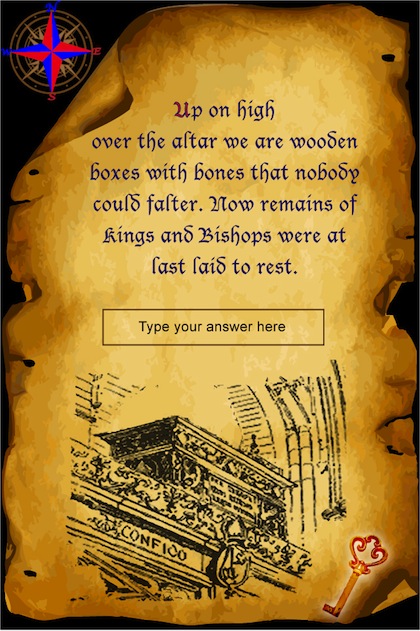 N
W E
S
Up on high
over the altar we are wooden
boxes with bones that nobody
could falter. Now remains of
Kings and Bishops were at
last laid to rest.
Type your answer here
CONFIDO